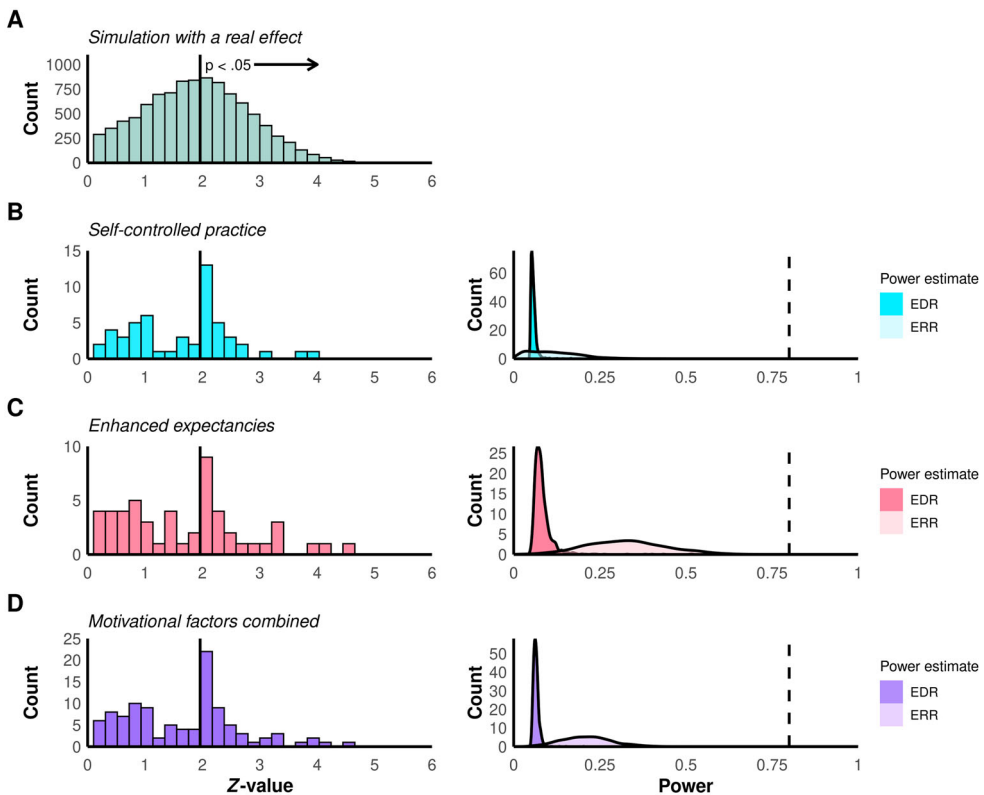 A
Simulation with a real effect
p < .05
Count
1000
750
500
250
0
0 1 2 3 4 5 6
B
Self-controlled practice
Count
15
10
5
0
0 1 2 3 4 5 6
Count
60
40
20
0
0 0.25 0.5 0.75 1
Power estimate
EDR
ERR
C
Enhanced expectancies
Count
10
5
0
0 1 2 3 4 5 6
Count
25
20
15
10
5
0
0 0.25 0.5 0.75 1
Power estimate
EDR
ERR
D
Motivational factors combined
Count
25
20
15
10
5
0
0 1 2 3 4 5 6
Z-value
Count
50
40
30
20
10
0
0 0.25 0.5 0.75 1
Power
Power estimate
EDR
ERR